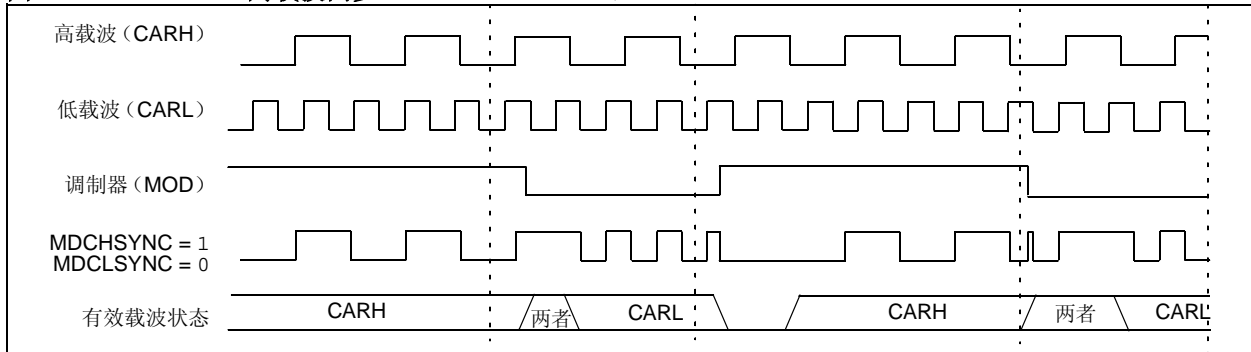 高载波（CARH）
低载波（CARL）
调制器（MOD）
MDCHSYNC = 1
MDCLSYNC = 0
有效载波状态
CARH
两者
CARL
CARH
两者
CARL